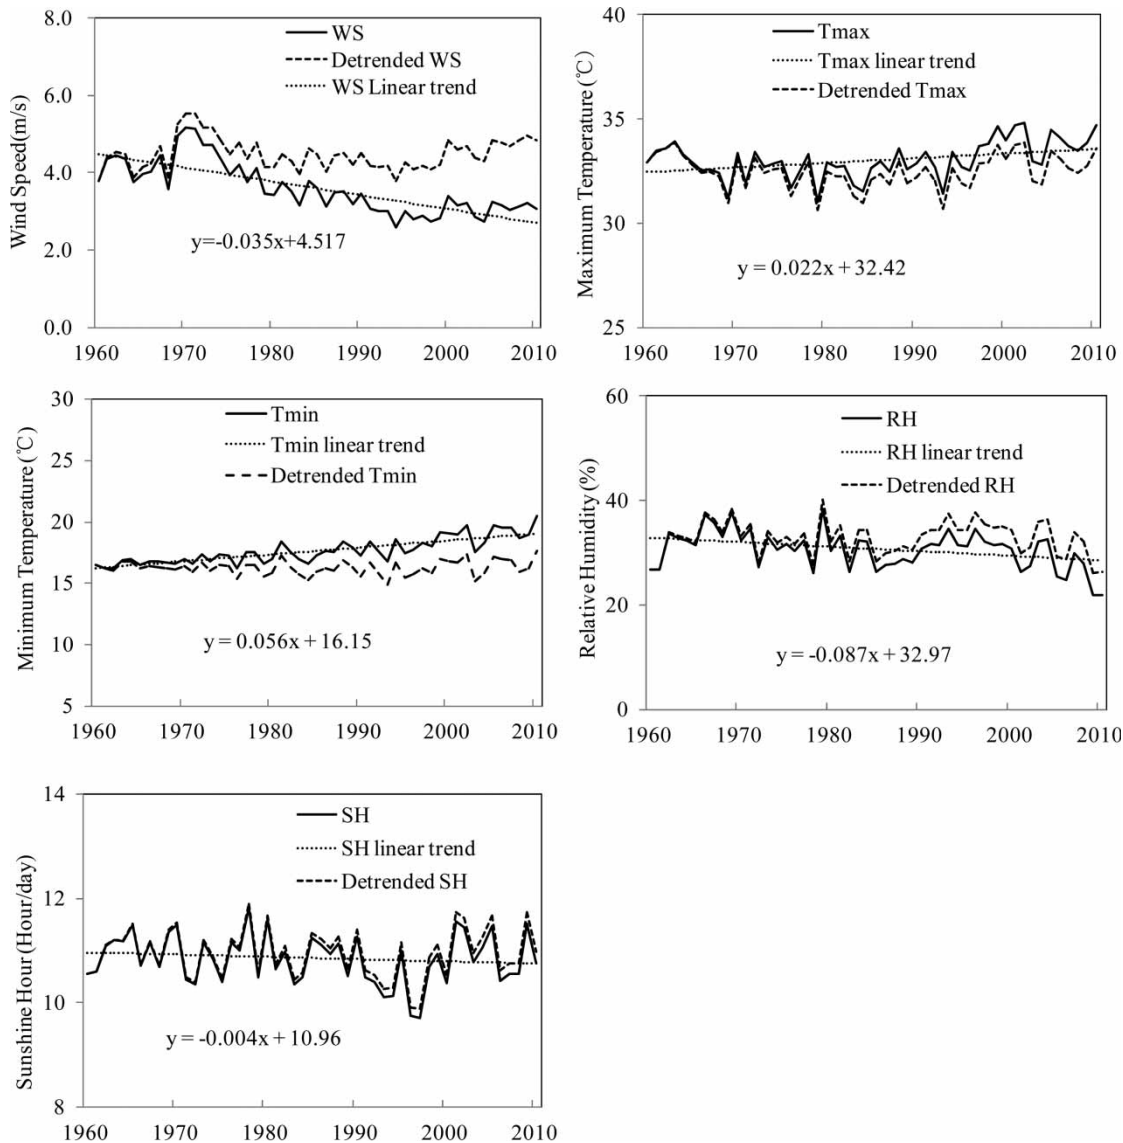 8.0
6.0
4.0
2.0
0.0
Wind Speed(m/s)
WS
Detrended WS
WS Linear trend
y=-0.035x+4.517
1960 1970 1980 1990 2000 2010
40
35
30
25
Maximum Temperature(℃)
Tmax
Tmax linear trend
Detrended Tmax
y = 0.022x + 32.42
1960 1970 1980 1990 2000 2010
30
25
20
15
10
5
Minimum Temperature(℃)
Tmin
Tmin linear trend
Detrended Tmin
y = 0.056x + 16.15
1960 1970 1980 1990 2000 2010
60
40
20
0
Relative Humidity(%)
RH
RH linear trend
Detrended RH
y = -0.087x + 32.97
1960 1970 1980 1990 2000 2010
14
12
10
8
Sunshine Hour (Hour/day)
SH
SH linear trend
Detrended SH
y = -0.004x + 10.96
1960 1970 1980 1990 2000 2010